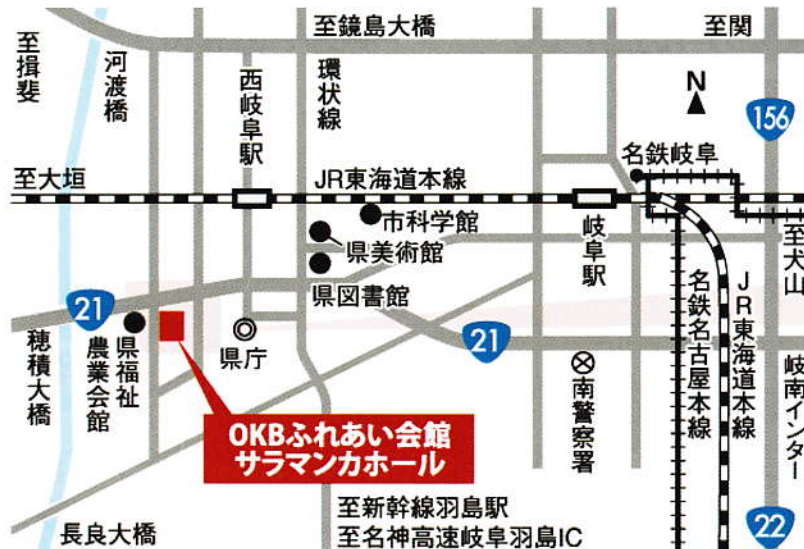 至鏡島大橋
至関
至揖斐
河渡橋
西岐阜駅
環状線
N
156
名鉄岐阜
至大垣
JR東海道本線
市科学館
県美術館
県図書館
岐阜駅
至犬山
21
穂積大橋
県福祉
農業会館
県庁
21
南警察署
名鉄名古屋本線
JR東海道本線
岐南インター
OKBふれあい会館
サラマンカホール
長良大橋
至新幹線羽島駅
至名神高速岐阜羽島IC
22